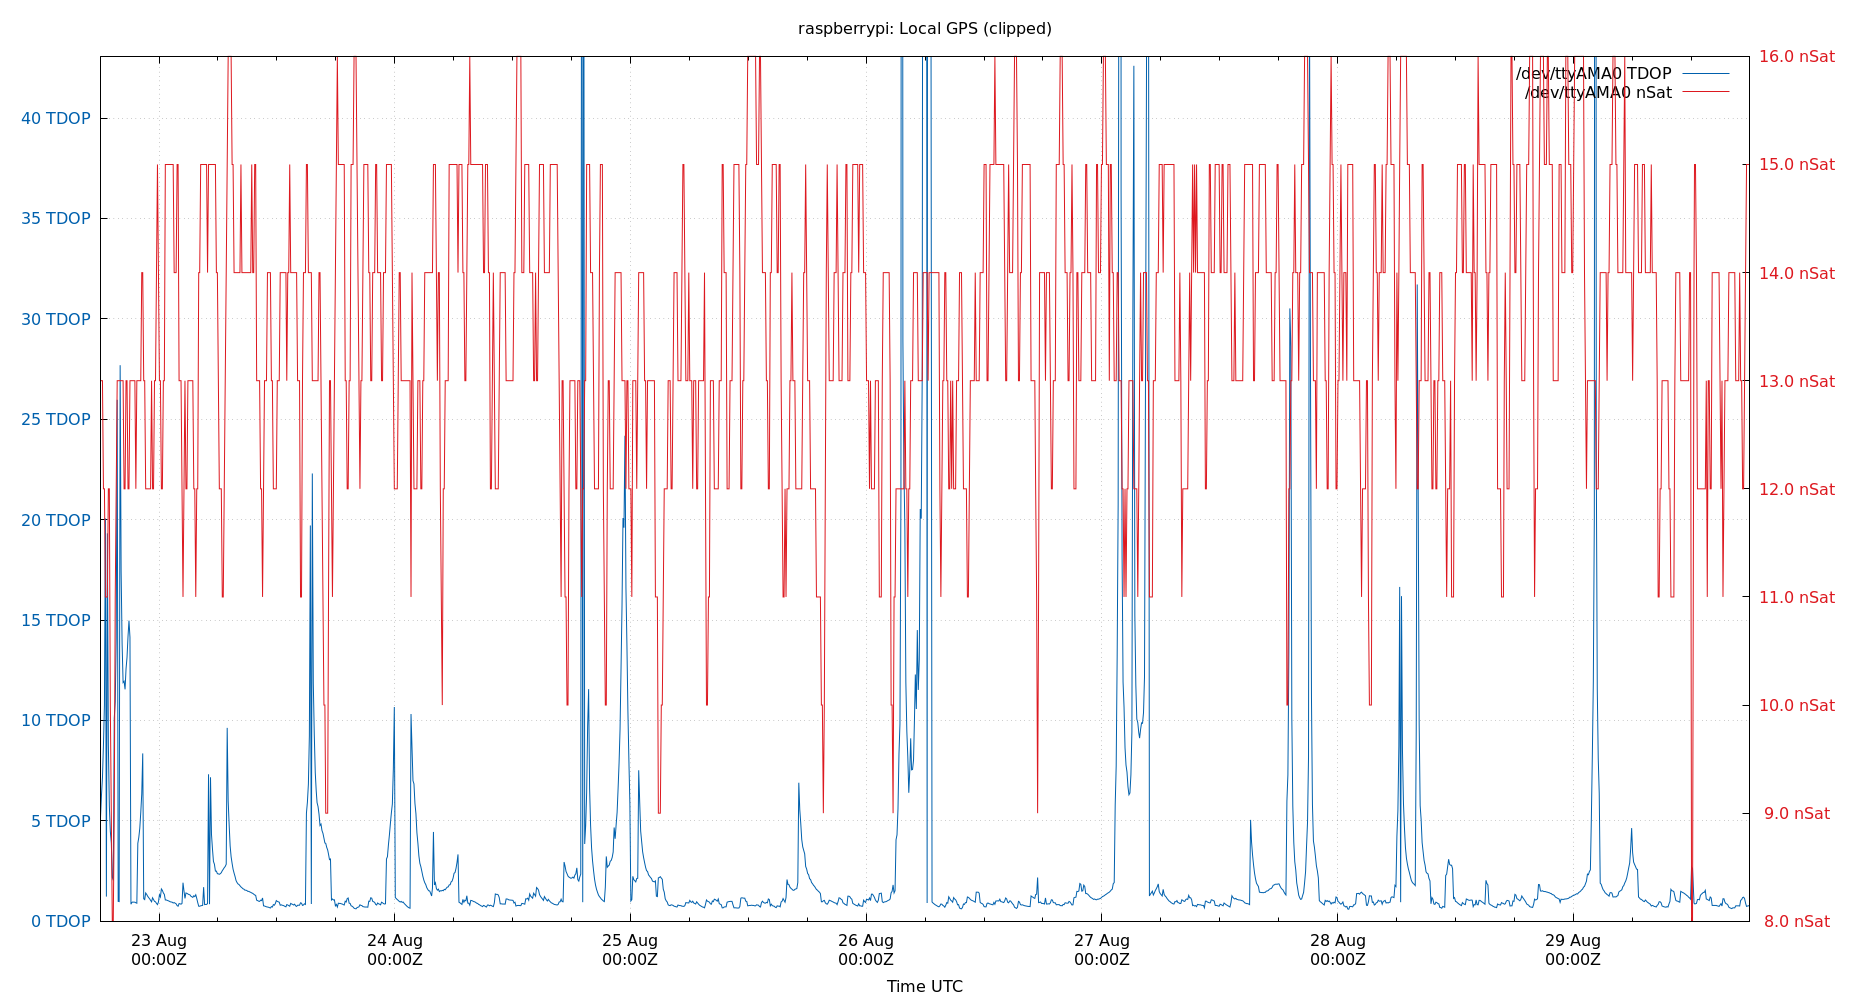 raspberrypi: Local GPS (clipped)
/dev/ttyAMA0 TDOP
/dev/ttyAMA0 nSat
40 TDOP
35 TDOP
30 TDOP
25 TDOP
20 TDOP
15 TDOP
10 TDOP
5 TDOP
0 TDOP
16.0 nSat
15.0 nSat
14.0 nSat
13.0 nSat
12.0 nSat
11.0 nSat
10.0 nSat
9.0 nSat
8.0 nSat
23 Aug
00:00Z
24 Aug
00:00Z
25 Aug
00:00Z
26 Aug
00:00Z
27 Aug
00:00Z
28 Aug
00:00Z
29 Aug
00:00Z
Time UTC